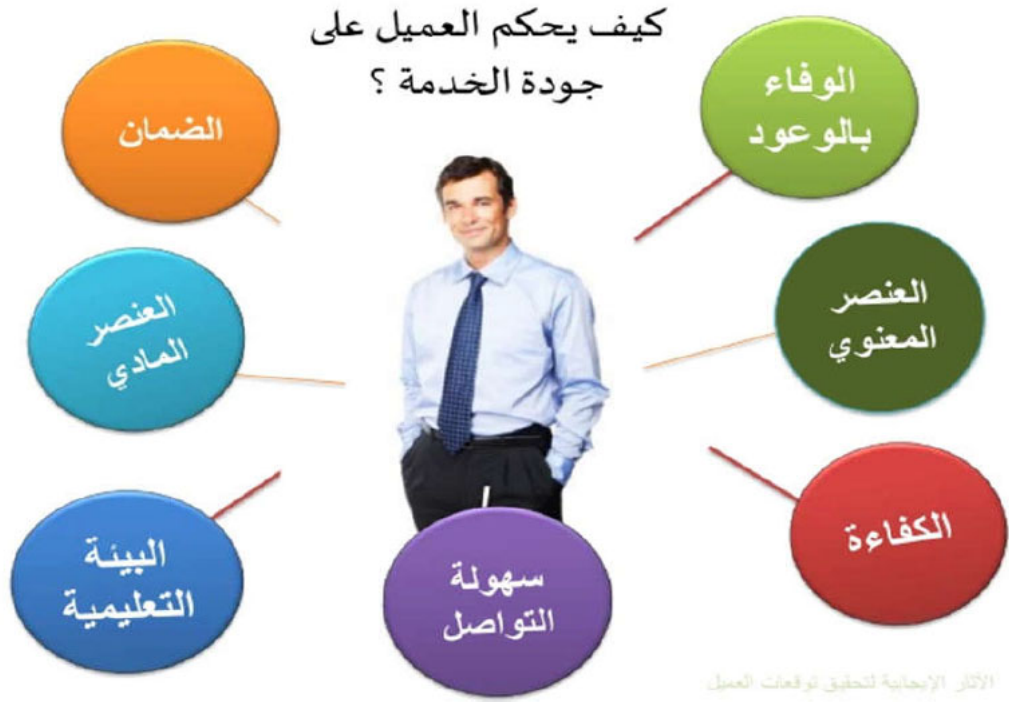 كيف يحكم العميل على
جودة الخدمة ؟
الوفاء
بالوعود
العنصر
المعنوي
الكفاءة
سهولة
التواصل
البيئة
التعليمية
العنصر
المادي
الضمان
الآثار الإيجابية لتحقيق توقعات العميل